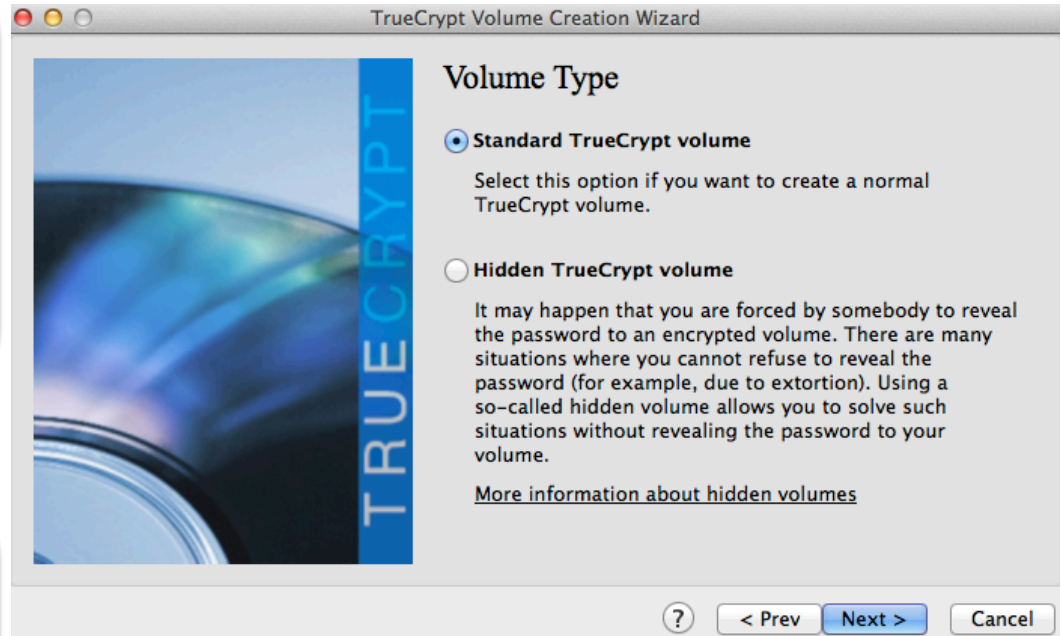 TrueCrypt Volume Creation Wizard
TRUECRYPT
Volume Type
Standard TrueCrypt volume
Select this option if you want to create a normal
TrueCrypt volume.
Hidden TrueCrypt volume
It may happen that you are forced by somebody to reveal
the password to an encrypted volume. There are many
situations where you cannot refuse to reveal the
password (for example, due to extortion). Using a
so-called hidden volume allows you to solve such
situations without revealing the password to your
volume.
More information about hidden volumes
? < Prev Next > Cancel